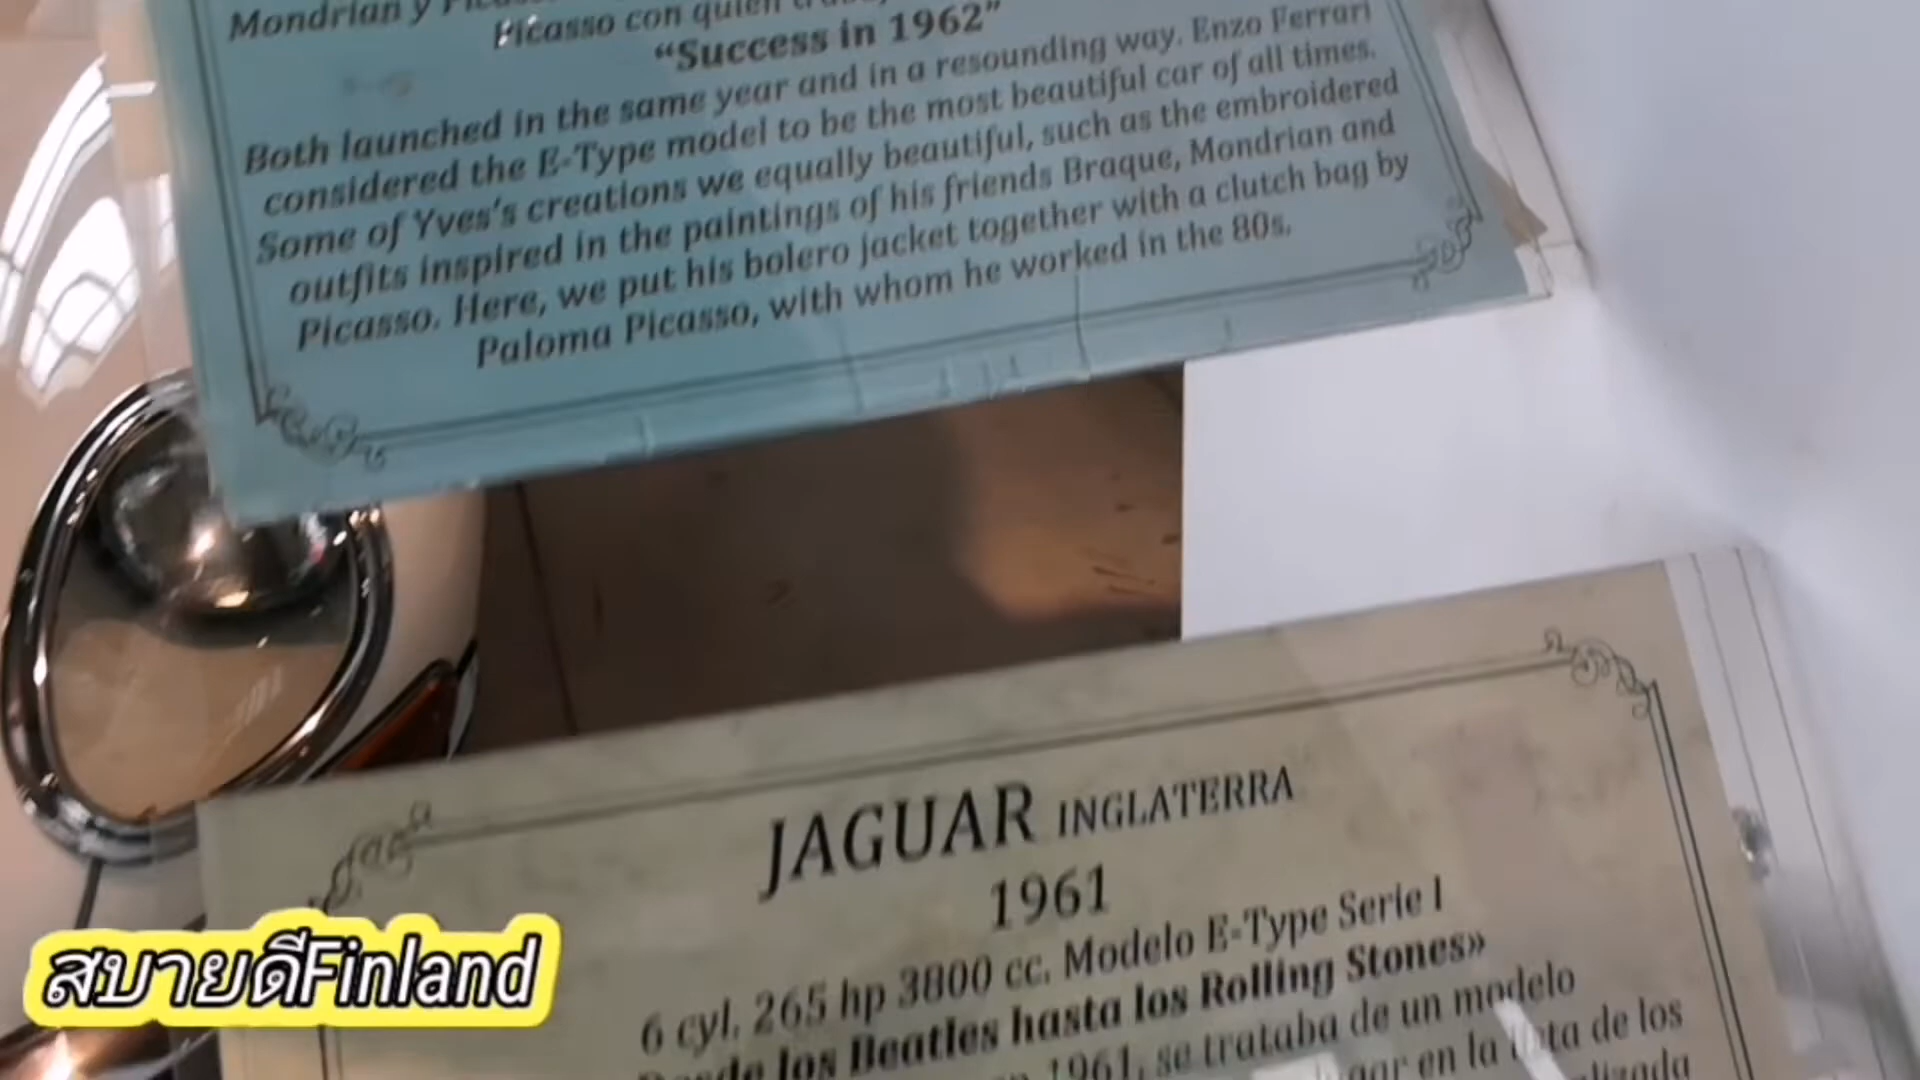 Mondrian y
Picasso con quien
“Success in 1962”
Both launched in the same year and in a resounding way. Enzo Ferrari
considered the E-Type model to be the most beautiful car of all times.
Some of Yves's creations we equally beautiful, such as the embroidered
outfits inspired in the paintings of his friends Braque, Mondrian and
Picasso. Here, we put his bolero jacket together with a clutch bag by
Paloma Picasso, with whom he worked in the 80s.
JAGUAR INGLATERRA
1961
6 cyl. 265 hp 3800 cc. Modelo E-Type Serie I
los Beatles hasta los Rolling Stones»
1961, se trataba de un modelo
en la de los
สบายดีFinland